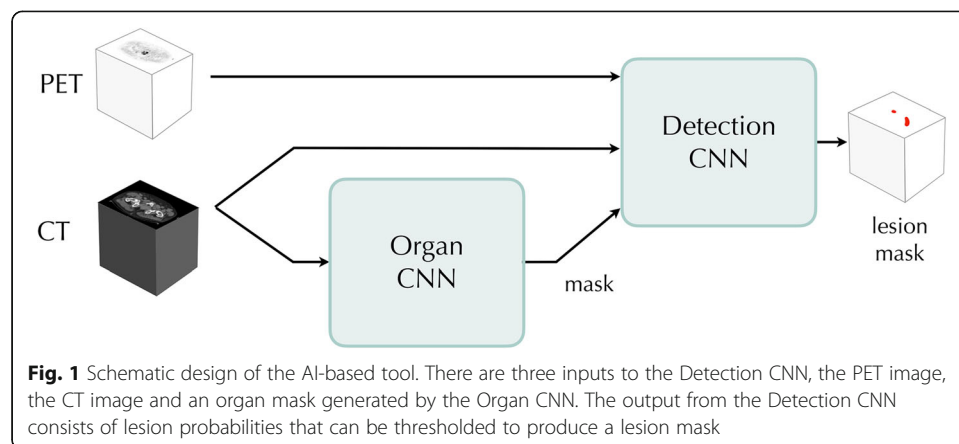 PET
CT
Organ
CNN
mask
Detection
CNN
lesion
mask
Fig. 1 Schematic design of the AI-based tool. There are three inputs to the Detection CNN, the PET image,
the CT image and an organ mask generated by the Organ CNN. The output from the Detection CNN
consists of lesion probabilities that can be thresholded to produce a lesion mask